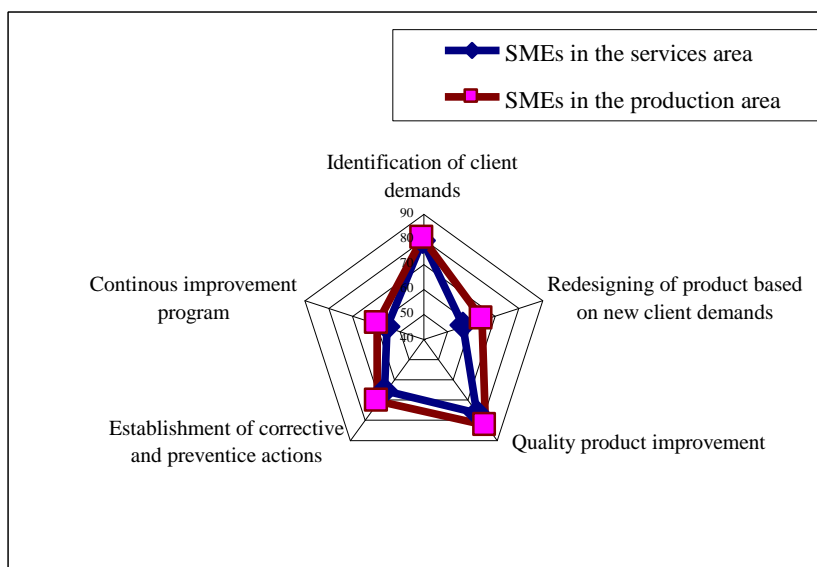 SMEs in the services area
SMEs in the production area
Identification of client
demands
90
80
70
60
50
40
Continous improvement
program
Redesigning of product based
on new client demands
Establishment of corrective
and preventice actions
Quality product improvement